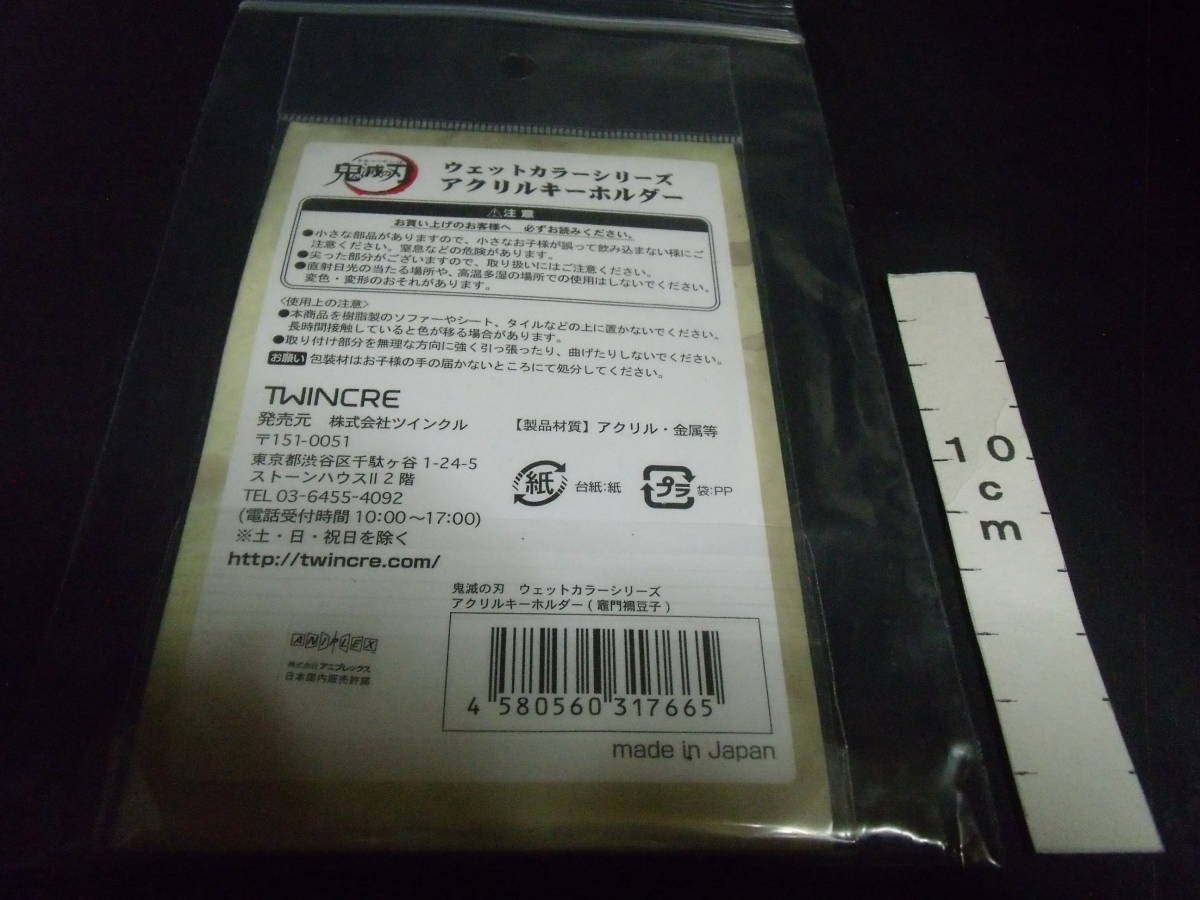 鬼滅の刃
ウェットカラーシリーズ
アクリルキーホルダー
⚠注意
お買い上げのお客様へ 必ずお読みください。
●小さな部品がありますので、小さなお子様が誤って飲み込まない様にご
注意ください。窒息などの危険があります。
●尖った部分がございますので、取り扱いにはご注意ください。
●直射日光の当たる場所や、高温多湿の場所での使用はしないでください。
変色・変形のおそれがあります。
〈使用上の注意〉
●本商品を樹脂製のソファーやシート、タイルなどの上に置かないでください。
長時間接触していると色が移る場合があります。
●取り付け部分を無理な方向に強く引っ張ったり、曲げたりしないでください。
お願い 包装材はお子様の手の届かないところにて処分してください。
TWINCRE
発売元 株式会社ツインクル
〒151-0051
東京都渋谷区千駄ヶ谷 1-24-5
ストーンハウスⅡ 2 階
TEL 03-6455-4092
(電話受付時間 10:00～17:00)
※土・日・祝日を除く
http://twincre.com/
【製品材質】アクリル・金属等
紙 台紙:紙
プラ 袋:PP
鬼滅の刃 ウェットカラーシリーズ
アクリルキーホルダー ( 竈門禰豆子 )
ANIPLEX
株式会社 アニプレックス
日本国内販売許諾
4 580560 317665
made in Japan
10
c
m